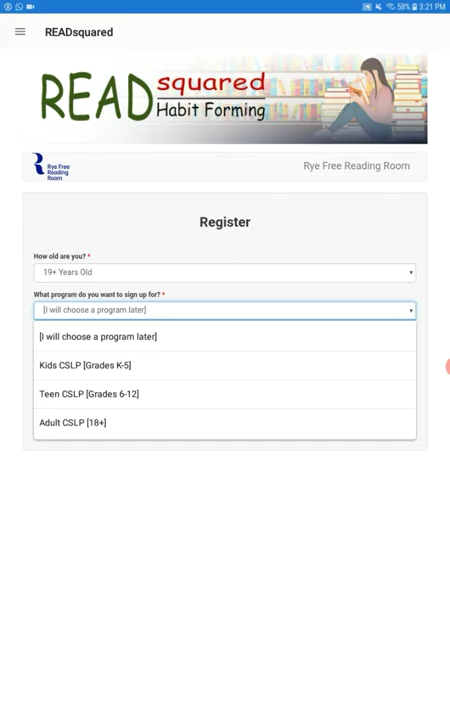 58% 3:21 PM
READsquared
READ squared
Habit Forming
Rye Free
Reading
Room
Rye Free Reading Room
Register
How old are you? *
19+ Years Old
What program do you want to sign up for? *
[I will choose a program later]
[I will choose a program later]
Kids CSLP [Grades K-5]
Teen CSLP [Grades 6-12]
Adult CSLP [18+]